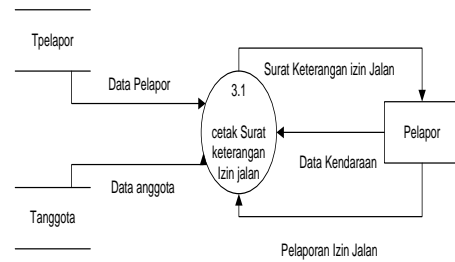 Tpelapor
Data Pelapor
Surat Keterangan izin Jalan
3.1
cetak Surat
keterangan
Izin jalan
Pelapor
Data Kendaraan
Data anggota
Tanggota
Pelaporan Izin Jalan